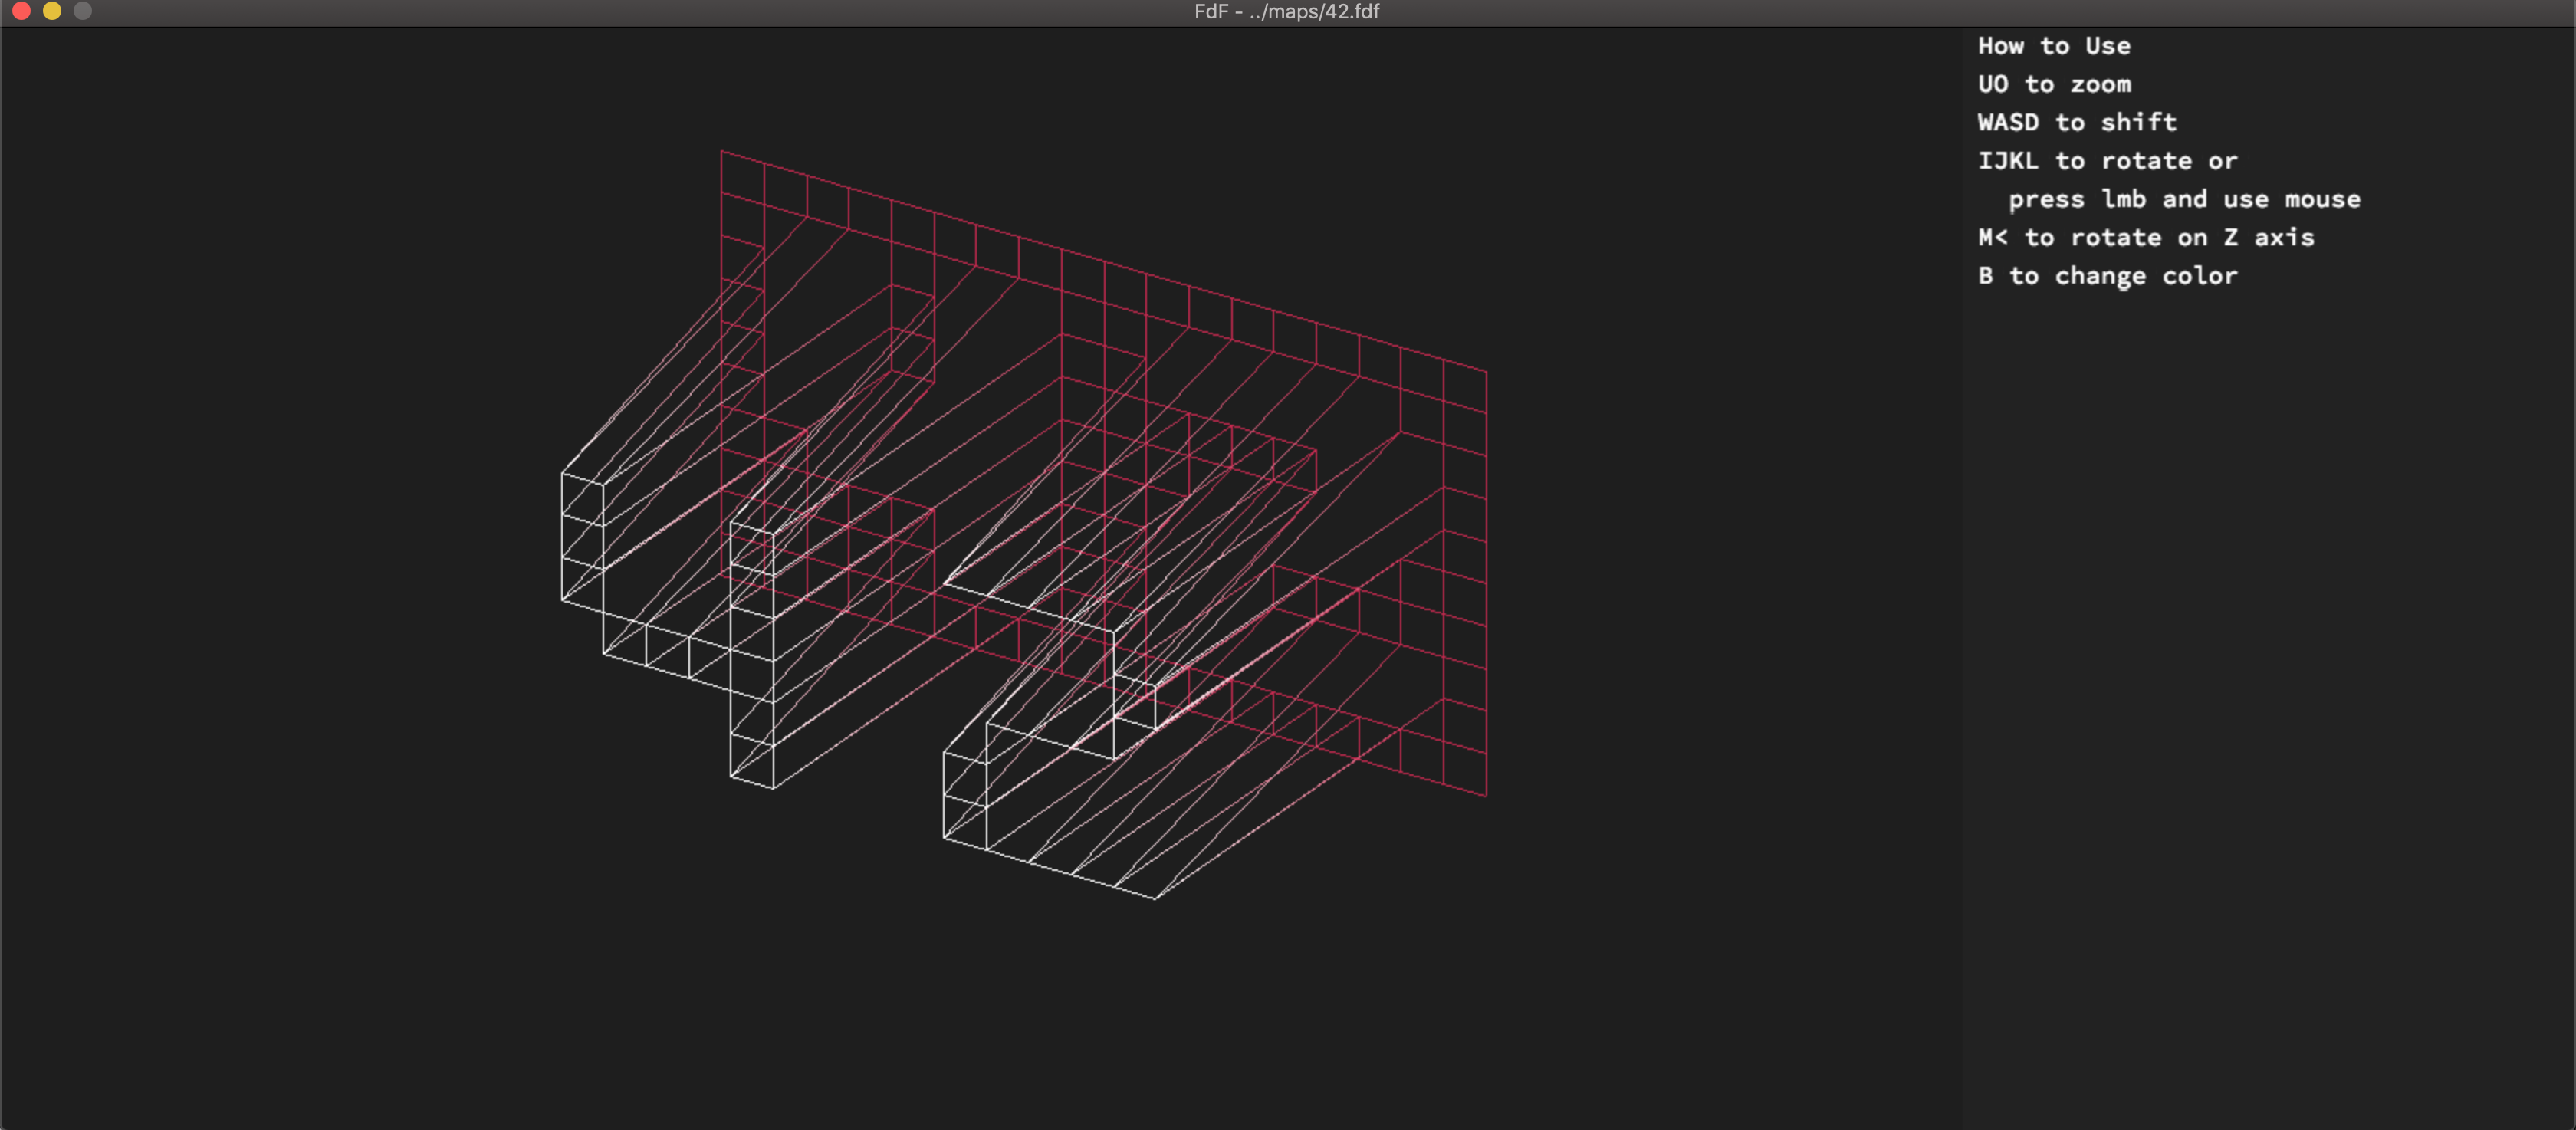 FdF - ../maps/42.fdf
How to Use
UO to zoom
WASD to shift
IJKL to rotate or
press lmb and use mouse
M< to rotate on Z axis
B to change color